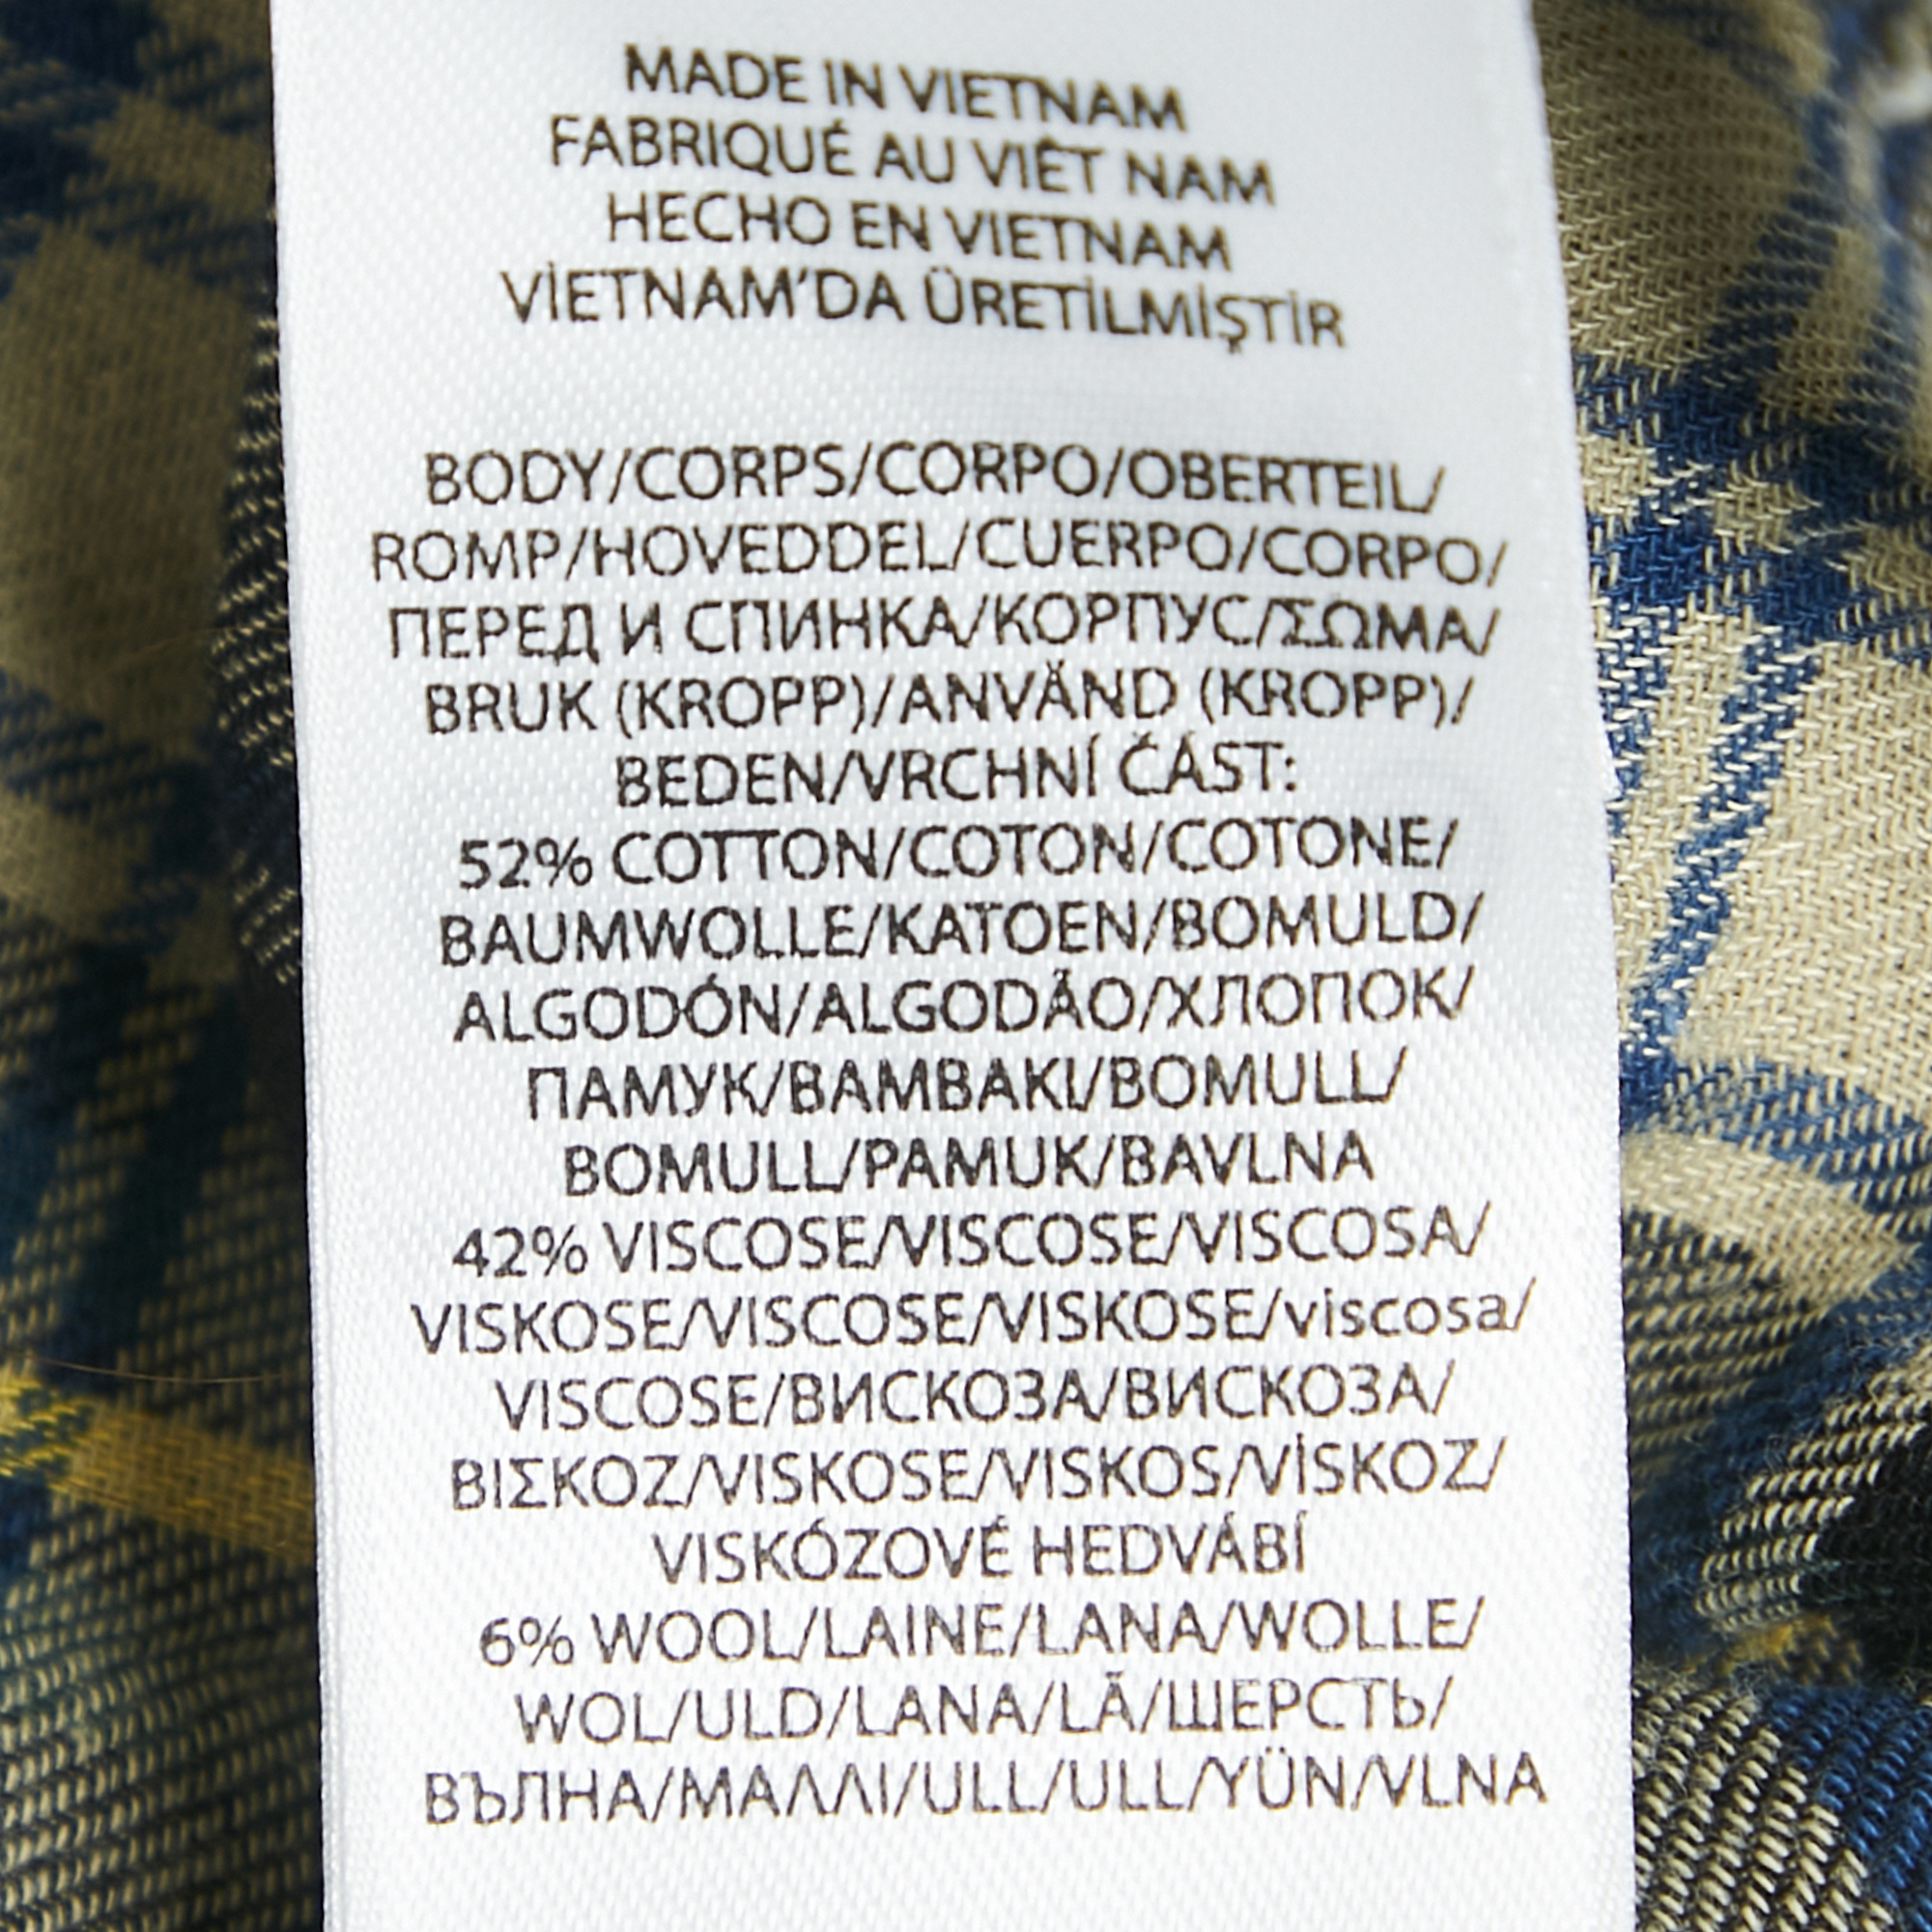 MADE IN VIETNAM
FABRIQUÉ AU VIÊT NAM
HECHO EN VIETNAM
VİETNAM'DA ÜRETİLMİŞTİR
BODY/CORPS/CORPO/OBERTEIL/
ROMP/HOVEDDEL/CUERPO/CORPO/
ПЕРЕД И СПИНКА/КОРПУС/ΣΩΜΑ/
BRUK (KROPP)/ANVÄND (KROPP)/
BEDEN/VRCHNÍ ČÁST:
52% COTTON/COTON/COTONE/
BAUMWOLLE/KATOEN/BOMULD/
ALGODÓN/ALGODÃO/ХЛОПОК/
ПАМУК/ΒΑΜΒΑΚΙ/BOMULL/
BOMULL/PAMUK/BAVLNA
42% VISCOSE/VISCOSE/VISCOSA/
VISKOSE/VISCOSE/VISKOSE/viscosa/
VISCOSE/ВИСКОЗА/ВИСКОЗА/
ΒΙΣΚΟΖ/VISKOSE/VISKOS/VİSKOZ/
VISKÓZOVÉ HEDVÁBÍ
6% WOOL/LAINE/LANA/WOLLE/
WOL/ULD/LANA/LÃ/ШЕРСТЬ/
ВЪЛНА/ΜΑΛΛΙ/ULL/ULL/YÜN/VLNA